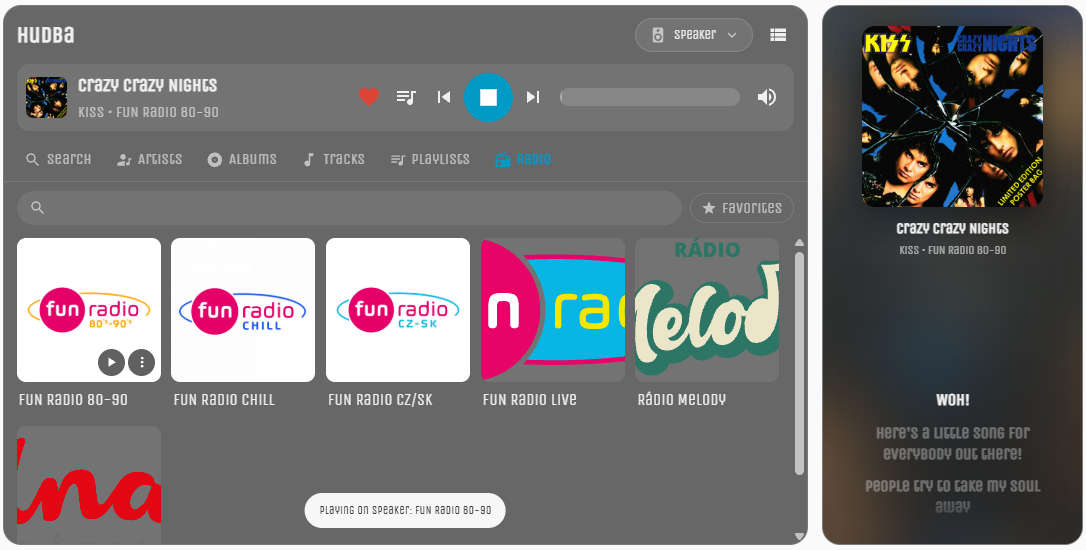 Hudba
Speaker
Crazy Crazy Nights
KISS • FUN RADIO 80-90
Search
Artists
Albums
Tracks
Playlists
Radio
Favorites
fun radio
80's-90's
fun radio
CHILL
fun radio
CZ-SK
n rad
RÁDIO
Melod
FUN RADIO 80-90
FUN RADIO CHILL
FUN RADIO CZ/SK
FUN RADIO LIVE
RÁDIO MELODY
na
Playing on Speaker: FUN RADIO 80-90
KISS
CRAZY
CRAZY NIGHTS
LIMITED EDITION
POSTER BAG
Crazy Crazy Nights
KISS • FUN RADIO 80-90
Woh!
Here's a little song for
everybody out there!
People try to take my soul
away